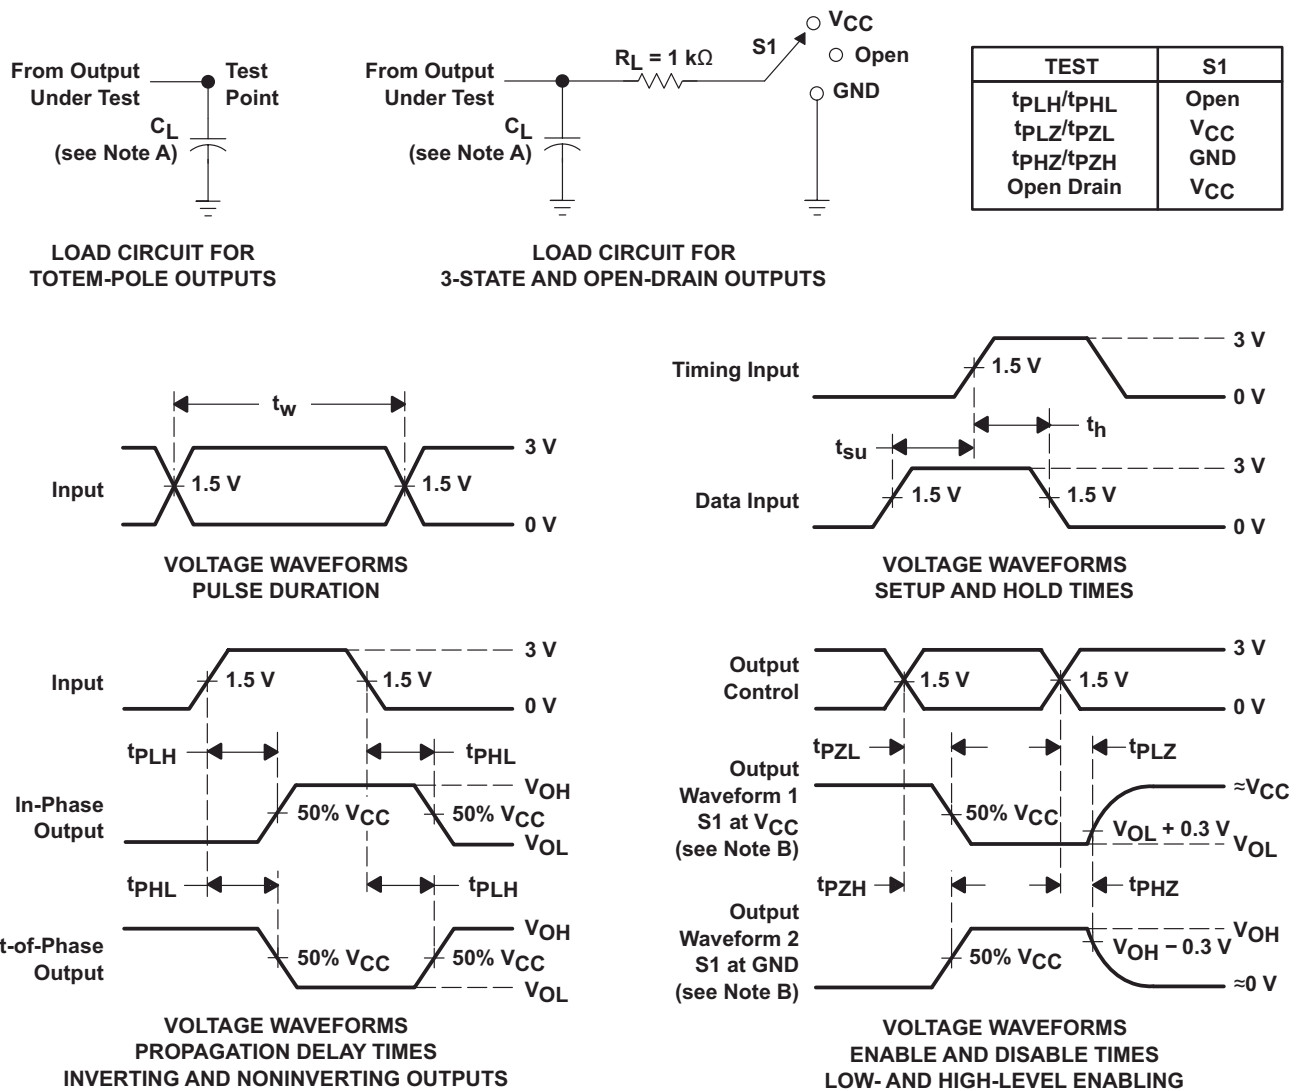 From Output
Under Test
Test
Point
CL
(see Note A)
LOAD CIRCUIT FOR
TOTEM-POLE OUTPUTS
From Output
Under Test
RL = 1 kΩ
S1
VCC
Open
GND
CL
(see Note A)
LOAD CIRCUIT FOR
3-STATE AND OPEN-DRAIN OUTPUTS
TEST S1
tPLH/tPHL Open
tPLZ/tPZL VCC
tPHZ/tPZH GND
Open Drain VCC
tw
Input
1.5 V
1.5 V
3 V
0 V
VOLTAGE WAVEFORMS
PULSE DURATION
Timing Input
1.5 V
3 V
0 V
tsu
th
Data Input
1.5 V
1.5 V
3 V
0 V
VOLTAGE WAVEFORMS
SETUP AND HOLD TIMES
Input
1.5 V
1.5 V
3 V
0 V
tPLH
tPHL
In-Phase
Output
50% VCC
50% VCC
VOH
VOL
tPHL
tPLH
t-of-Phase
Output
50% VCC
50% VCC
VOH
VOL
VOLTAGE WAVEFORMS
PROPAGATION DELAY TIMES
INVERTING AND NONINVERTING OUTPUTS
Output
Control
1.5 V
1.5 V
3 V
0 V
tPZL
tPLZ
Output
Waveform 1
S1 at VCC
(see Note B)
50% VCC
≈VCC
VOL + 0.3 V
VOL
tPZH
tPHZ
Output
Waveform 2
S1 at GND
(see Note B)
50% VCC
VOH
VOH − 0.3 V
≈0 V
VOLTAGE WAVEFORMS
ENABLE AND DISABLE TIMES
LOW- AND HIGH-LEVEL ENABLING